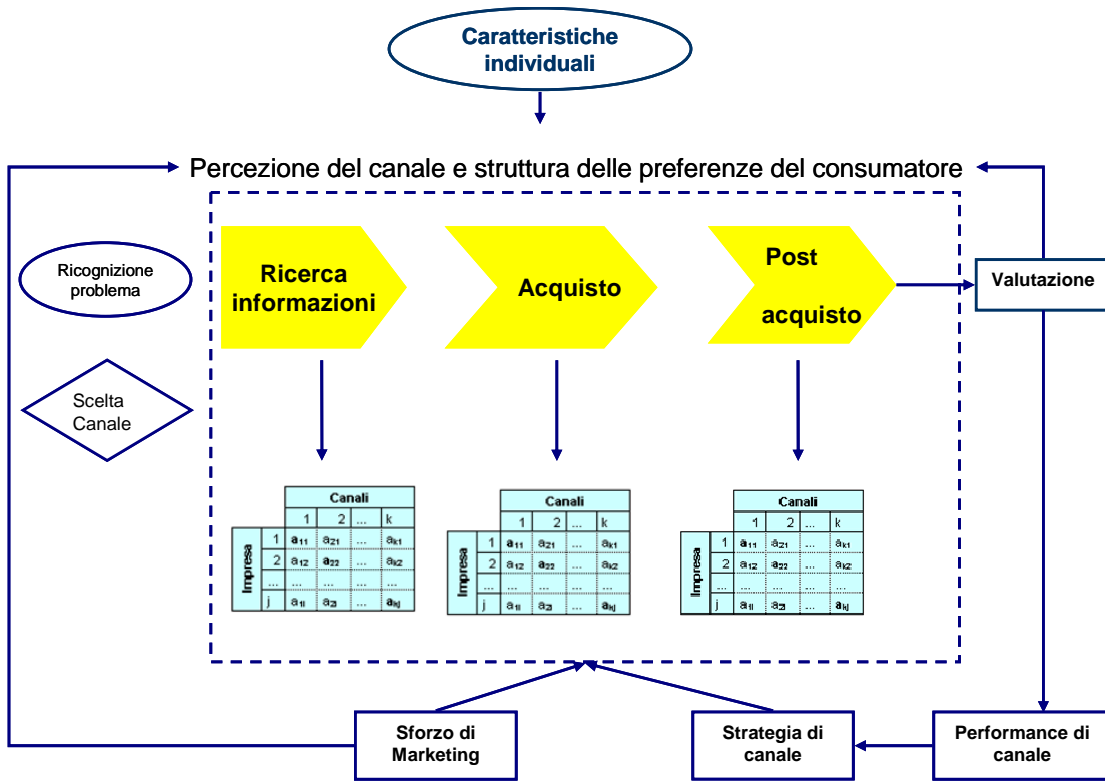 Caratteristiche
individuali
Percezione del canale e struttura delle preferenze del consumatore
Ricognizione
problema
Ricerca
informazioni
Acquisto
Post
acquisto
Valutazione
Scelta
Canale
Canali
1 2 ... k
Impresa
1 a11 a21 ... ak1
2 a12 a22 ... ak2
... ... ... ... ...
j a1j a2j ... akj
Canali
1 2 ... k
Impresa
1 a11 a21 ... ak1
2 a12 a22 ... ak2
... ... ... ... ...
j a1j a2j ... akj
Canali
1 2 ... k
Impresa
1 a11 a21 ... ak1
2 a12 a22 ... ak2
... ... ... ... ...
j a1j a2j ... akj
Sforzo di
Marketing
Strategia di
canale
Performance di
canale